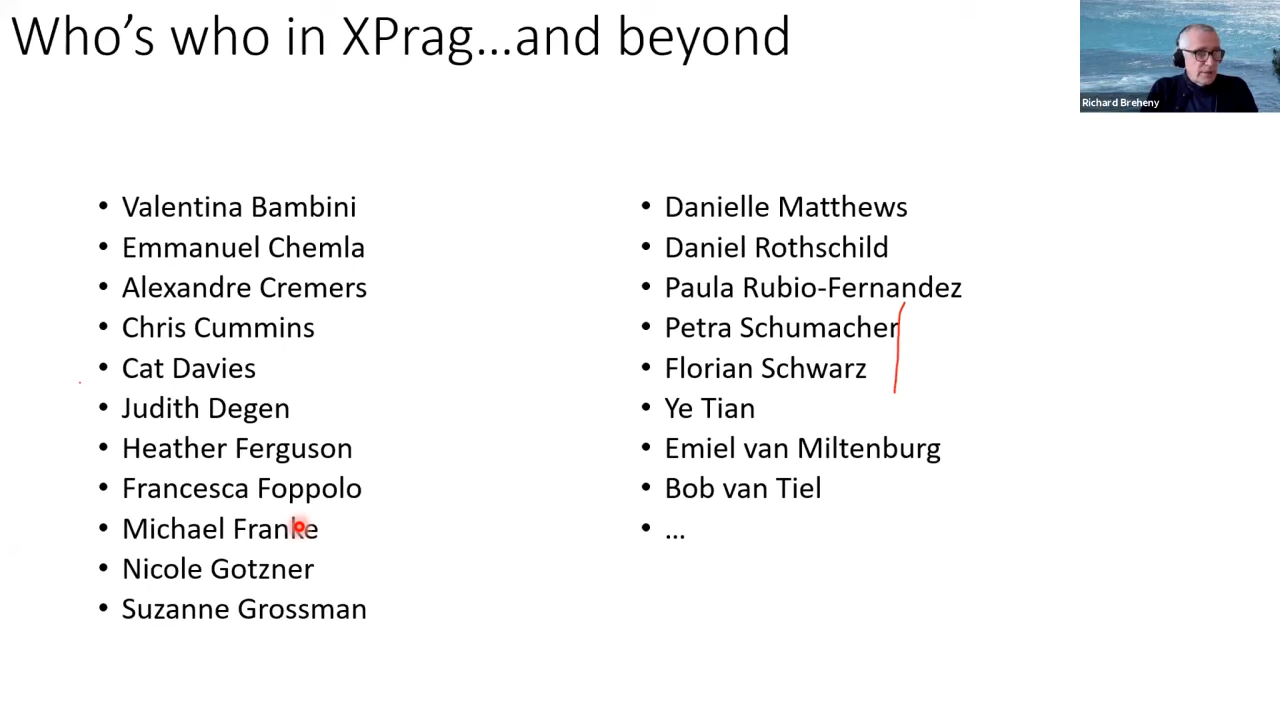 Who's who in XPrag...and beyond
Richard Breheny
• Valentina Bambini
• Emmanuel Chemla
• Alexandre Cremers
• Chris Cummins
• Cat Davies
• Judith Degen
• Heather Ferguson
• Francesca Foppolo
• Michael Franke
• Nicole Gotzner
• Suzanne Grossman
• Danielle Matthews
• Daniel Rothschild
• Paula Rubio-Fernandez
• Petra Schumacher
• Florian Schwarz
• Ye Tian
• Emiel van Miltenburg
• Bob van Tiel
• ...